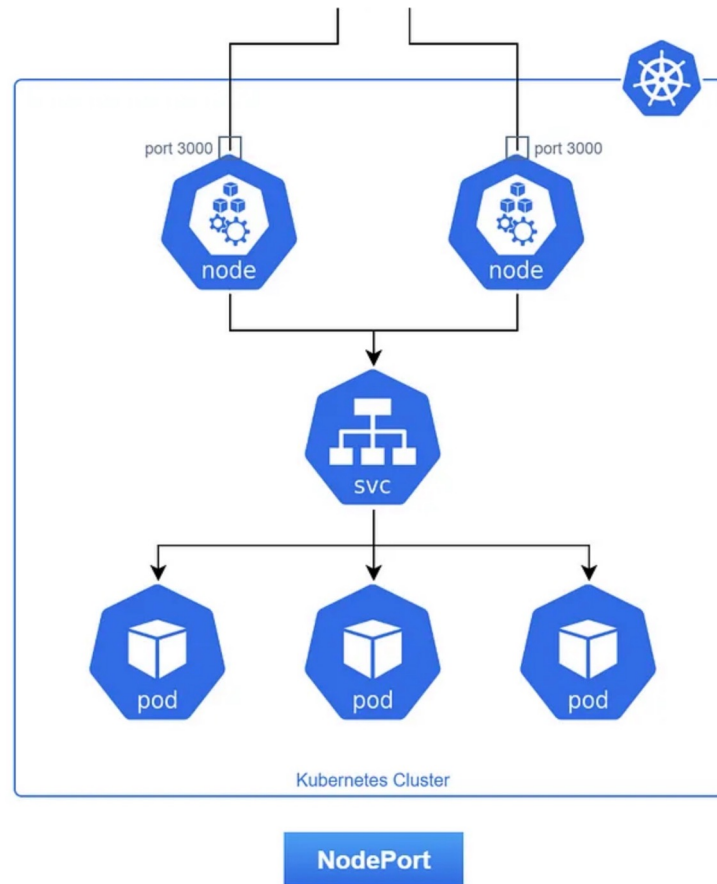 port 3000
port 3000
node
node
svc
pod
pod
pod
Kubernetes Cluster
NodePort